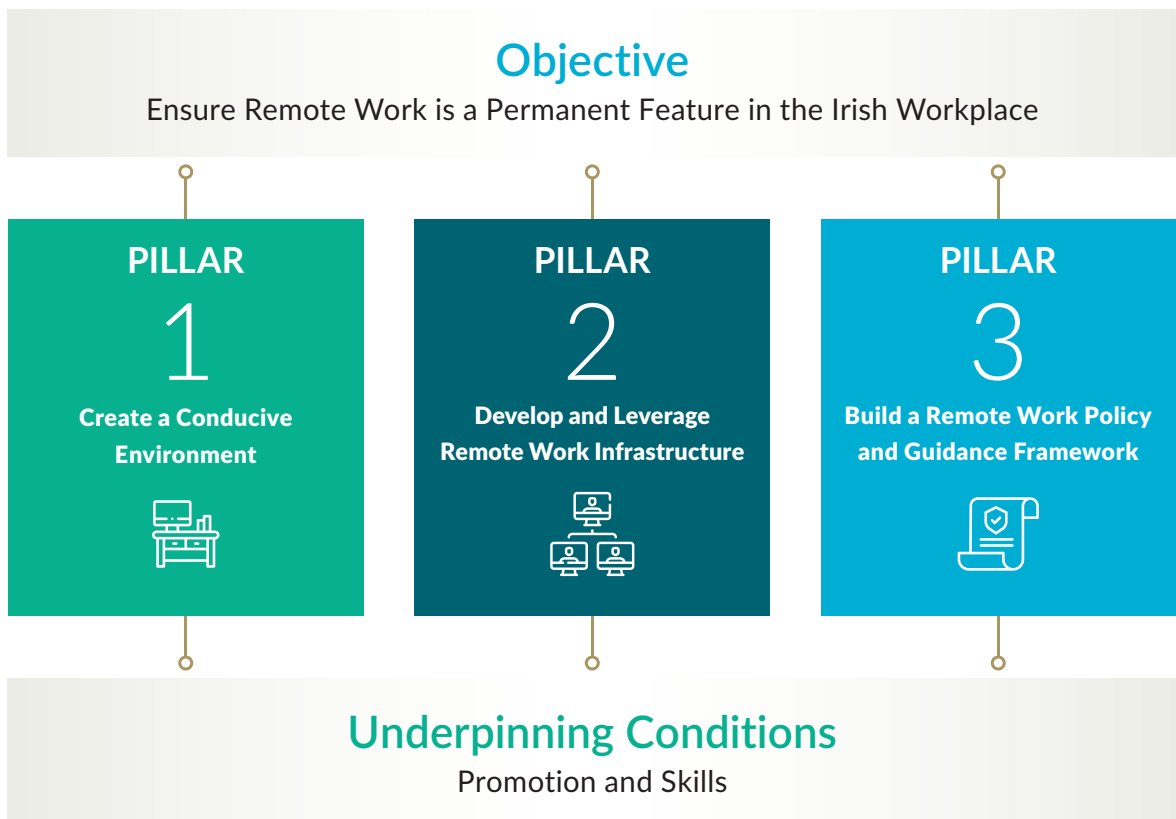 Objective
Ensure Remote Work is a Permanent Feature in the Irish Workplace
PILLAR
1
Create a Conducive
Environment
PILLAR
2
Develop and Leverage
Remote Work Infrastructure
PILLAR
3
Build a Remote Work Policy
and Guidance Framework
Underpinning Conditions
Promotion and Skills